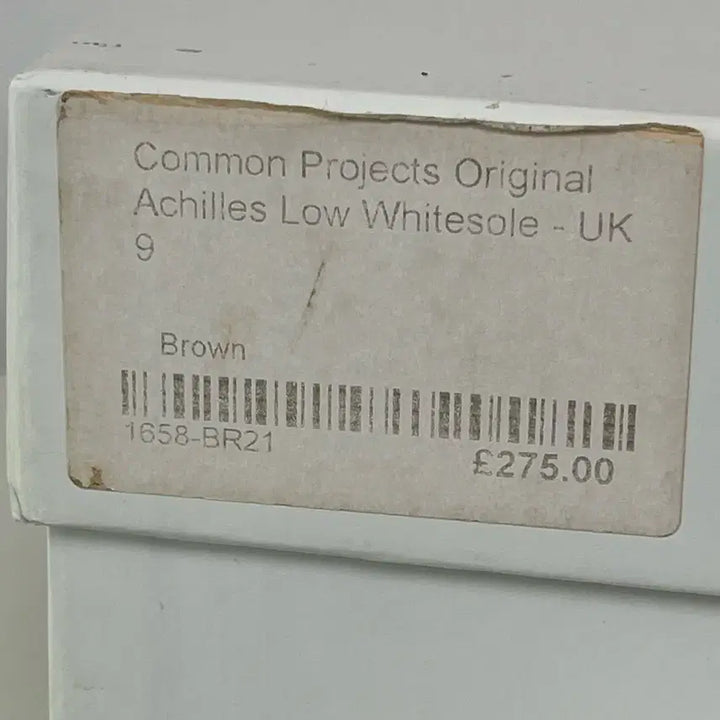 Common Projects Original
Achilles Low Whitesole - UK
9
Brown
1658-BR21
£275.00